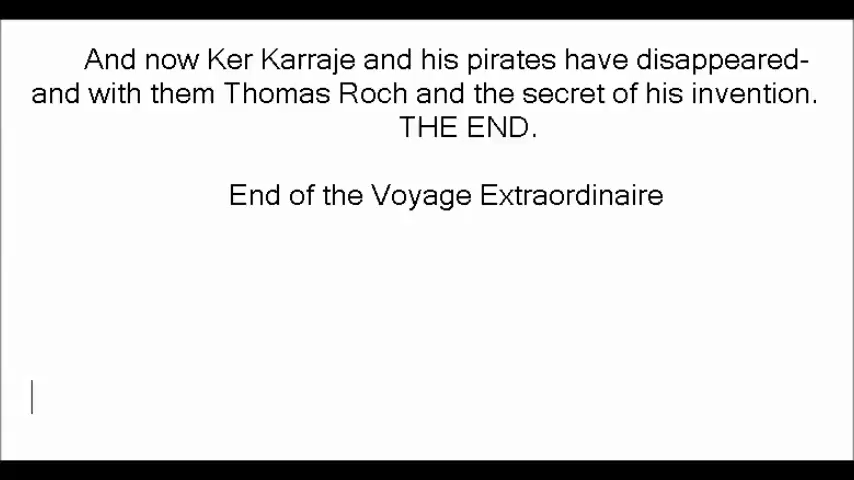 And now Ker Karraje and his pirates have disappeared-
and with them Thomas Roch and the secret of his invention.
THE END.
End of the Voyage Extraordinaire